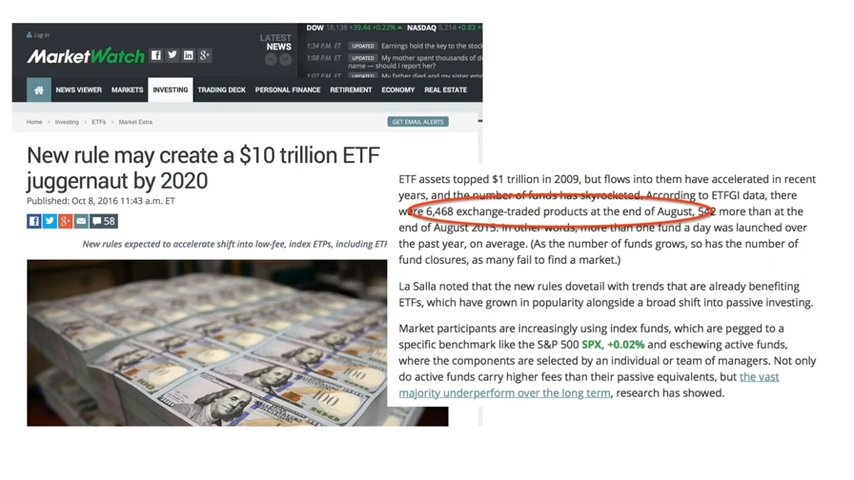 Log in
MarketWatch
LATEST
NEWS
DOW 18,138 +39.44 +0.22% NASDAQ 5,214 +0.83
1:34 P.M. ET UPDATED Earnings hold the key to the stock
1:08 P.M. ET UPDATED My mother spent thousands of d
name — should I report her?
1:07 P.M. ET UPDATED My father died and my sister em
NEWS VIEWER MARKETS INVESTING TRADING DECK PERSONAL FINANCE RETIREMENT ECONOMY REAL ESTATE
Home > Investing > ETFs > Market Extra
GET EMAIL ALERTS
New rule may create a $10 trillion ETF
juggernaut by 2020
Published: Oct 8, 2016 11:43 a.m. ET
58
New rules expected to accelerate shift into low-fee, index ETPs, including ETF
ETF assets topped $1 trillion in 2009, but flows into them have accelerated in recent
years, and the number of funds has skyrocketed. According to ETFGI data, there
were 6,468 exchange-traded products at the end of August, 542 more than at the
end of August 2015. In other words, more than one fund a day was launched over
the past year, on average. (As the number of funds grows, so has the number of
fund closures, as many fail to find a market.)
La Salla noted that the new rules dovetail with trends that are already benefiting
ETFs, which have grown in popularity alongside a broad shift into passive investing.
Market participants are increasingly using index funds, which are pegged to a
specific benchmark like the S&P 500 SPX, +0.02% and eschewing active funds,
where the components are selected by an individual or team of managers. Not only
do active funds carry higher fees than their passive equivalents, but the vast
majority underperform over the long term, research has showed.